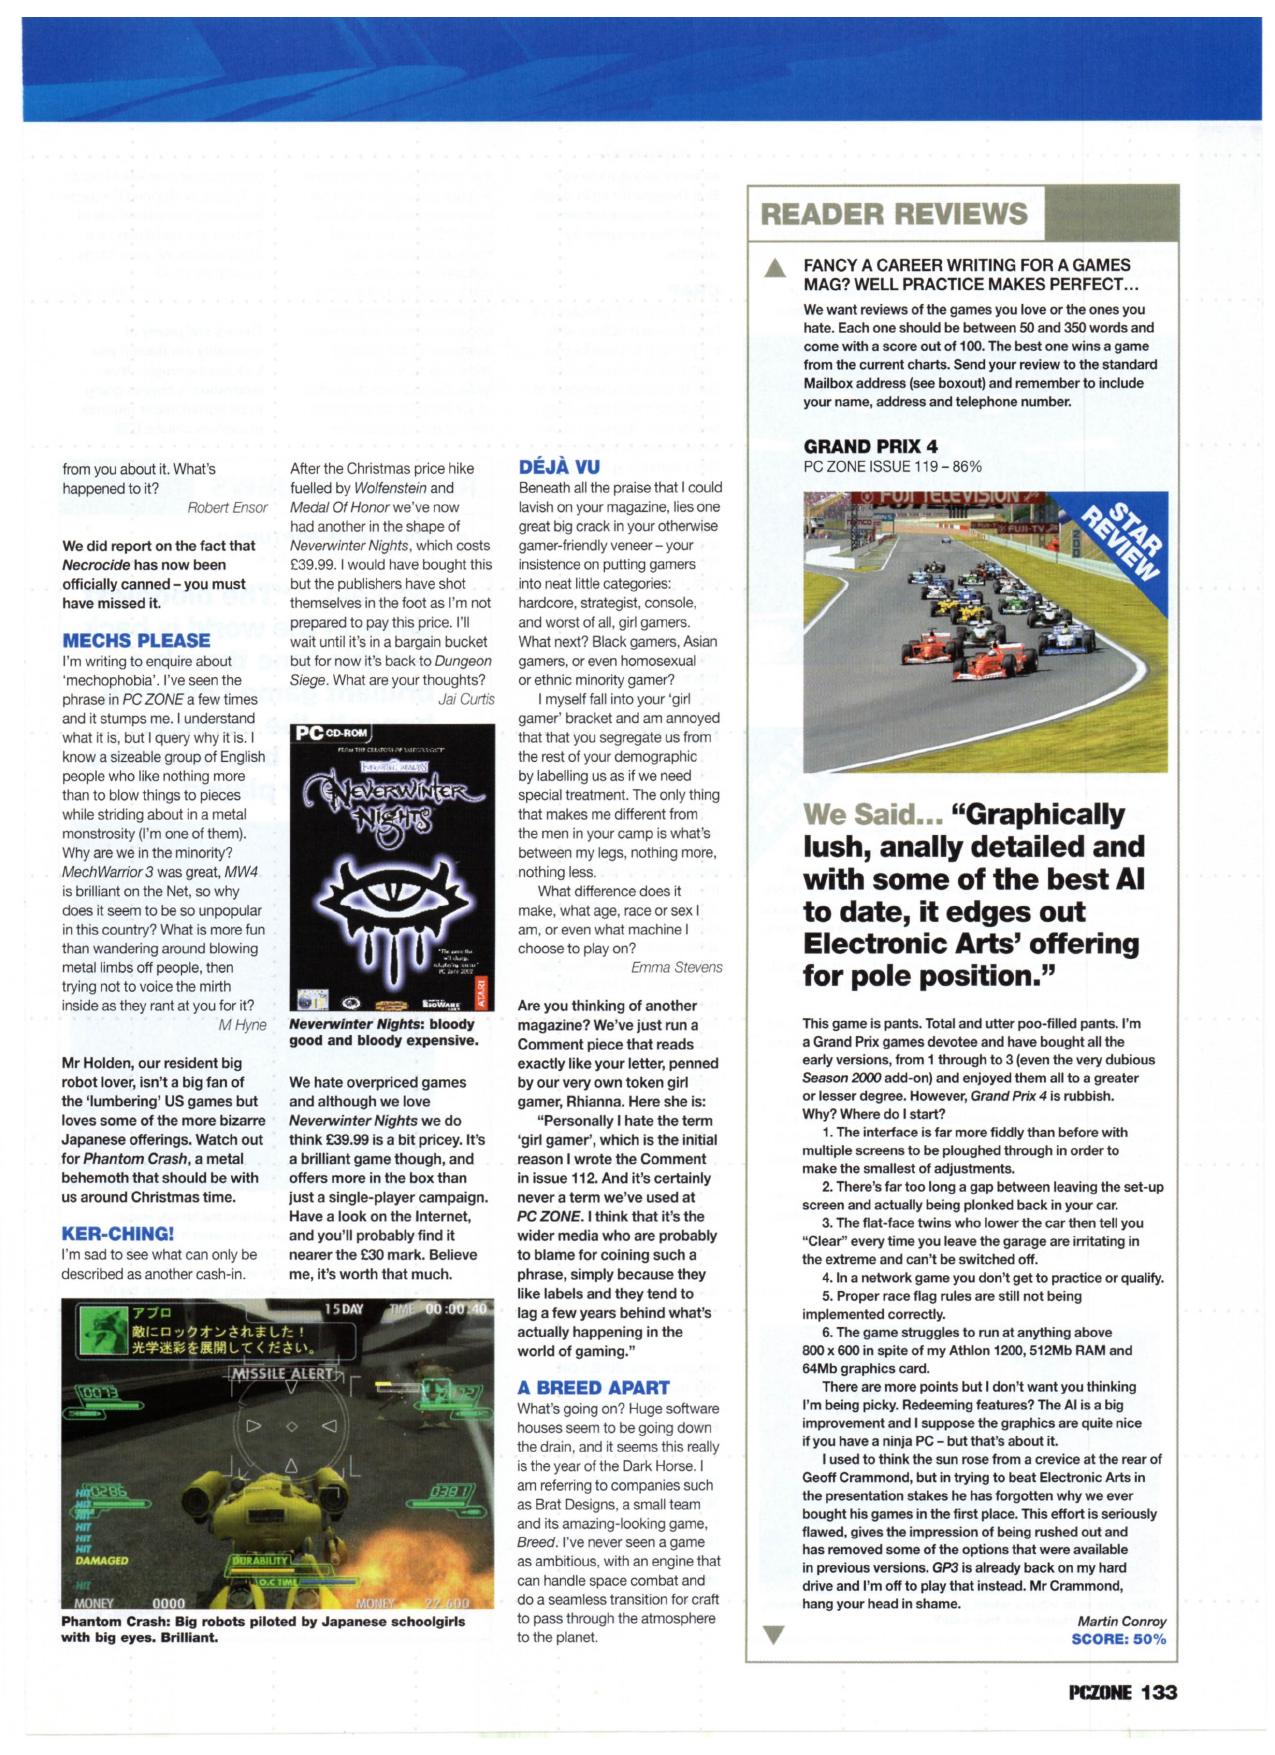 from you about it. What's
happened to it?
Robert Ensor
We did report on the fact that
Necrocide has now been
officially canned – you must
have missed it.
MECHS PLEASE
I'm writing to enquire about
'mechophobia'. I've seen the
phrase in PC ZONE a few times
and it stumps me. I understand
what it is, but I query why it is. I
know a sizeable group of English
people who like nothing more
than to blow things to pieces
while striding about in a metal
monstrosity (I'm one of them).
Why are we in the minority?
MechWarrior 3 was great, MW4
is brilliant on the Net, so why
does it seem to be so unpopular
in this country? What is more fun
than wandering around blowing
metal limbs off people, then
trying not to voice the mirth
inside as they rant at you for it?
M Hyne
Mr Holden, our resident big
robot lover, isn't a big fan of
the 'lumbering' US games but
loves some of the more bizarre
Japanese offerings. Watch out
for Phantom Crash, a metal
behemoth that should be with
us around Christmas time.
KER-CHING!
I'm sad to see what can only be
described as another cash-in.
After the Christmas price hike
fuelled by Wolfenstein and
Medal Of Honor we've now
had another in the shape of
Neverwinter Nights, which costs
£39.99. I would have bought this
but the publishers have shot
themselves in the foot as I'm not
prepared to pay this price. I'll
wait until it's in a bargain bucket
but for now it's back to Dungeon
Siege. What are your thoughts?
Jai Curtis
PC CD-ROM
NEVERWINTER
NIGHTS
BIOWARE
ATARI
Neverwinter Nights: bloody
good and bloody expensive.
We hate overpriced games
and although we love
Neverwinter Nights we do
think £39.99 is a bit pricey. It's
a brilliant game though, and
offers more in the box than
just a single-player campaign.
Have a look on the Internet,
and you'll probably find it
nearer the £30 mark. Believe
me, it's worth that much.
アプロ
敵にロックオンされました！
光学迷彩を展開してください。
15 DAY TIME 00:00:40
MISSILE ALERT
0073
0286
0381
HIT
HIT
HIT
HIT
HIT
HIT
DAMAGED
HIT
DURABILITY
O.C TIME
MONEY 0000
MONEY 22,600
Phantom Crash: Big robots piloted by Japanese schoolgirls
with big eyes. Brilliant.
DÉJÀ VU
Beneath all the praise that I could
lavish on your magazine, lies one
great big crack in your otherwise
gamer-friendly veneer – your
insistence on putting gamers
into neat little categories:
hardcore, strategist, console,
and worst of all, girl gamers.
What next? Black gamers, Asian
gamers, or even homosexual
or ethnic minority gamer?
I myself fall into your 'girl
gamer' bracket and am annoyed
that that you segregate us from
the rest of your demographic
by labelling us as if we need
special treatment. The only thing
that makes me different from
the men in your camp is what's
between my legs, nothing more,
nothing less.
What difference does it
make, what age, race or sex I
am, or even what machine I
choose to play on?
Emma Stevens
Are you thinking of another
magazine? We've just run a
Comment piece that reads
exactly like your letter, penned
by our very own token girl
gamer, Rhianna. Here she is:
"Personally I hate the term
'girl gamer', which is the initial
reason I wrote the Comment
in issue 112. And it's certainly
never a term we've used at
PC ZONE. I think that it's the
wider media who are probably
to blame for coining such a
phrase, simply because they
like labels and they tend to
lag a few years behind what's
actually happening in the
world of gaming."
A BREED APART
What's going on? Huge software
houses seem to be going down
the drain, and it seems this really
is the year of the Dark Horse. I
am referring to companies such
as Brat Designs, a small team
and its amazing-looking game,
Breed. I've never seen a game
as ambitious, with an engine that
can handle space combat and
do a seamless transition for craft
to pass through the atmosphere
to the planet.
READER REVIEWS
FANCY A CAREER WRITING FOR A GAMES
MAG? WELL PRACTICE MAKES PERFECT...
We want reviews of the games you love or the ones you
hate. Each one should be between 50 and 350 words and
come with a score out of 100. The best one wins a game
from the current charts. Send your review to the standard
Mailbox address (see boxout) and remember to include
your name, address and telephone number.
GRAND PRIX 4
PC ZONE ISSUE 119 – 86%
FUJI TELEVISION
FUJI-TV
STAR
REVIEW
We Said... "Graphically
lush, anally detailed and
with some of the best AI
to date, it edges out
Electronic Arts' offering
for pole position."
This game is pants. Total and utter poo-filled pants. I'm
a Grand Prix games devotee and have bought all the
early versions, from 1 through to 3 (even the very dubious
Season 2000 add-on) and enjoyed them all to a greater
or lesser degree. However, Grand Prix 4 is rubbish.
Why? Where do I start?
1. The interface is far more fiddly than before with
multiple screens to be ploughed through in order to
make the smallest of adjustments.
2. There's far too long a gap between leaving the set-up
screen and actually being plonked back in your car.
3. The flat-face twins who lower the car then tell you
"Clear" every time you leave the garage are irritating in
the extreme and can't be switched off.
4. In a network game you don't get to practice or qualify.
5. Proper race flag rules are still not being
implemented correctly.
6. The game struggles to run at anything above
800 x 600 in spite of my Athlon 1200, 512Mb RAM and
64Mb graphics card.
There are more points but I don't want you thinking
I'm being picky. Redeeming features? The AI is a big
improvement and I suppose the graphics are quite nice
if you have a ninja PC – but that's about it.
I used to think the sun rose from a crevice at the rear of
Geoff Crammond, but in trying to beat Electronic Arts in
the presentation stakes he has forgotten why we ever
bought his games in the first place. This effort is seriously
flawed, gives the impression of being rushed out and
has removed some of the options that were available
in previous versions. GP3 is already back on my hard
drive and I'm off to play that instead. Mr Crammond,
hang your head in shame.
Martin Conroy
SCORE: 50%
PCZONE 133